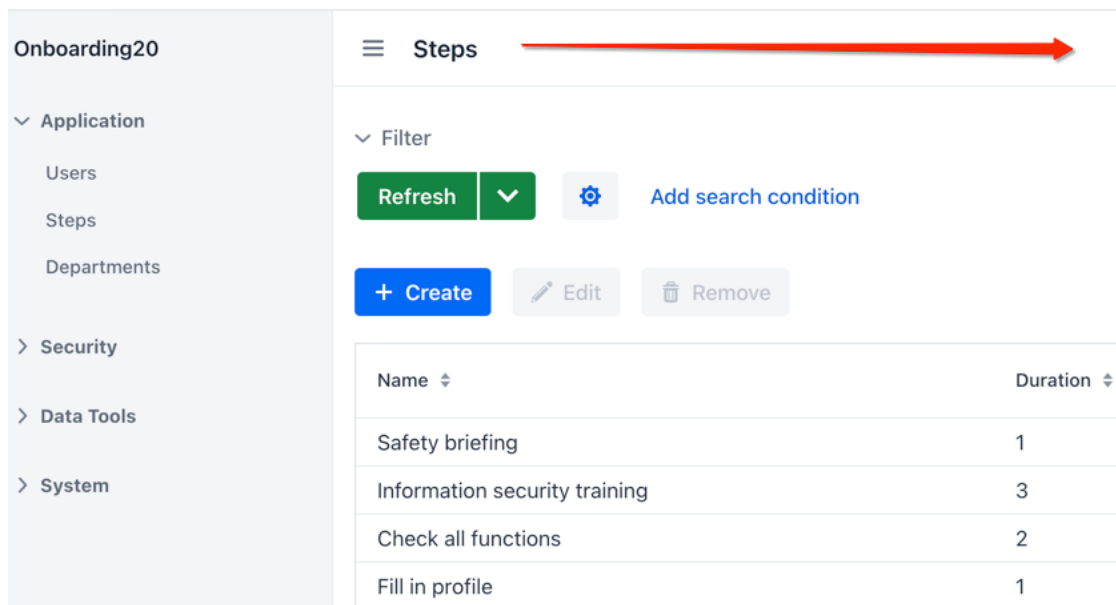 Onboarding20
Application
Users
Steps
Departments
Security
Data Tools
System
Steps
Filter
Refresh
Add search condition
+ Create
Edit
Remove
Name Duration
Safety briefing 1
Information security training 3
Check all functions 2
Fill in profile 1